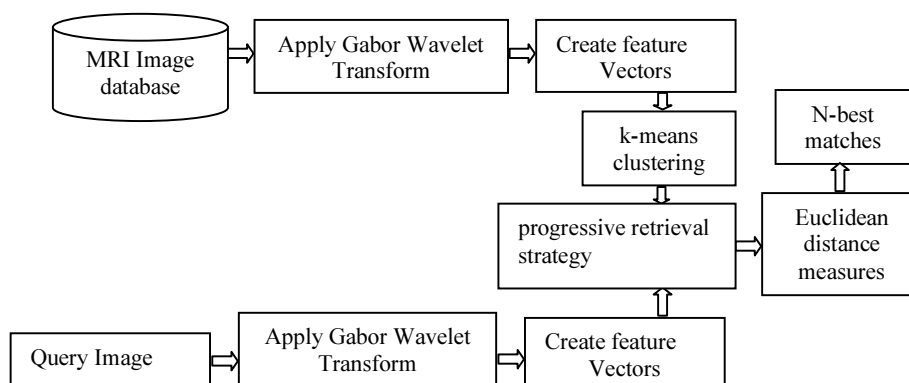 MRI Image
database
Apply Gabor Wavelet
Transform
Create feature
Vectors
k-means
clustering
N-best
matches
progressive retrieval
strategy
Euclidean
distance
measures
Query Image
Apply Gabor Wavelet
Transform
Create feature
Vectors